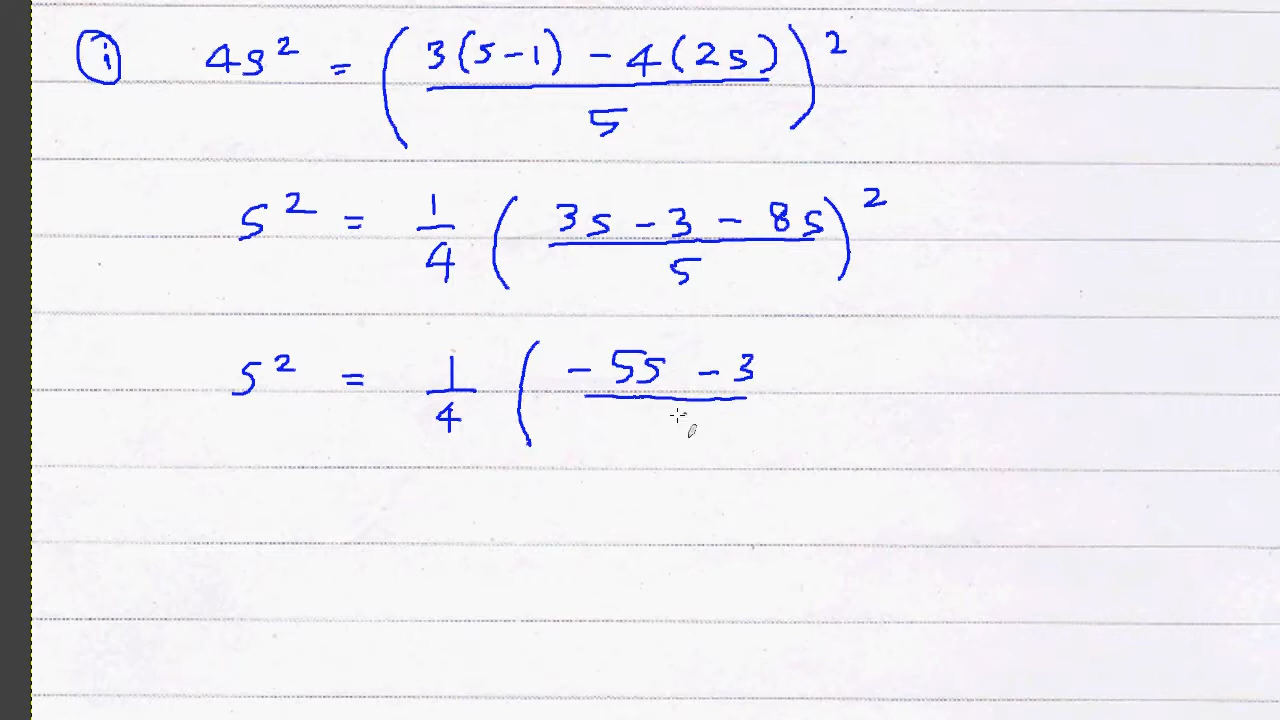 (i) 4s² = ( (3(s-1) - 4(2s)) / 5 )²
s² = 1/4 ( (3s - 3 - 8s) / 5 )²
s² = 1/4 ( (-5s - 3) /